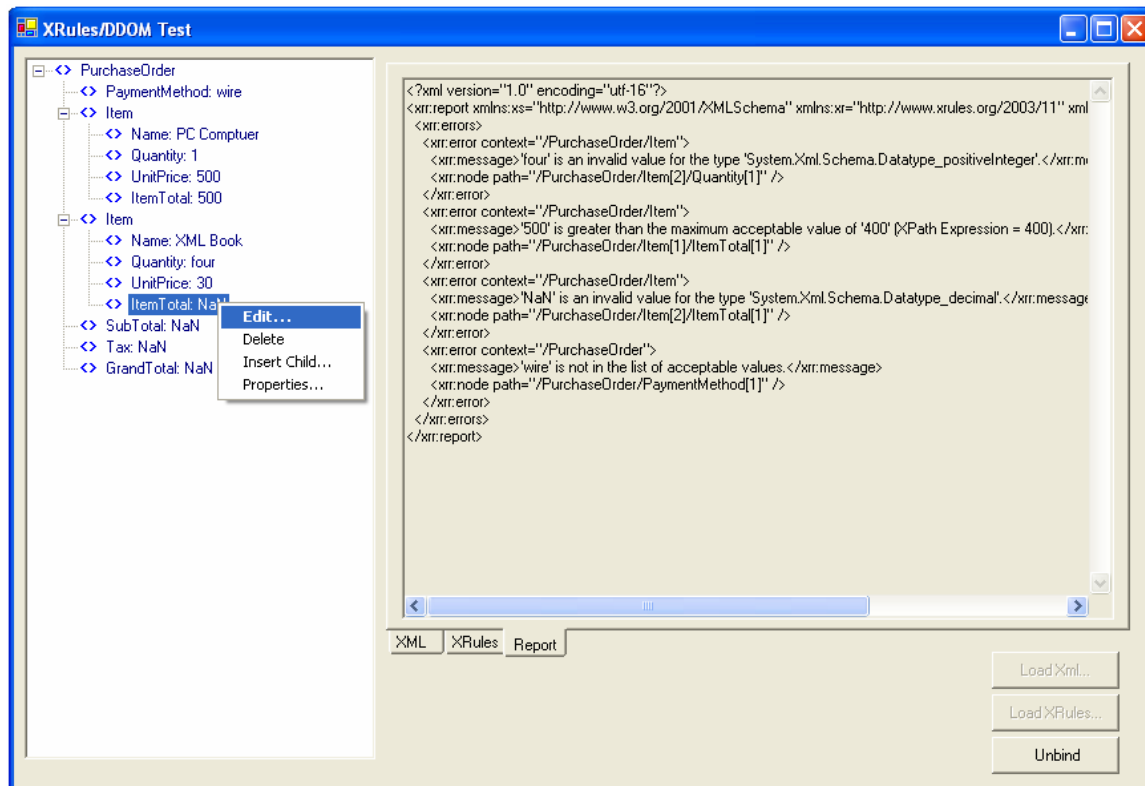 XRules/DDOM Test
PurchaseOrder
PaymentMethod: wire
Item
Name: PC Comptuer
Quantity: 1
UnitPrice: 500
ItemTotal: 500
Item
Name: XML Book
Quantity: four
UnitPrice: 30
ItemTotal: NaN
SubTotal: NaN
Tax: NaN
GrandTotal: NaN
Edit...
Delete
Insert Child...
Properties...
<?xml version="1.0" encoding="utf-16"?>
<xrr:report xmlns:xs="http://www.w3.org/2001/XMLSchema" xmlns:xr="http://www.xrules.org/2003/11" xml
<xrr:errors>
<xrr:error context="/PurchaseOrder/Item">
<xrr:message>'four' is an invalid value for the type 'System.Xml.Schema.Datatype_positiveInteger'.</xrr:m
<xrr:node path="/PurchaseOrder/Item[2]/Quantity[1]" />
</xrr:error>
<xrr:error context="/PurchaseOrder/Item">
<xrr:message>'500' is greater than the maximum acceptable value of '400' (XPath Expression = 400).</xrr:
<xrr:node path="/PurchaseOrder/Item[1]/ItemTotal[1]" />
</xrr:error>
<xrr:error context="/PurchaseOrder/Item">
<xrr:message>'NaN' is an invalid value for the type 'System.Xml.Schema.Datatype_decimal'.</xrr:message
<xrr:node path="/PurchaseOrder/Item[2]/ItemTotal[1]" />
</xrr:error>
<xrr:error context="/PurchaseOrder">
<xrr:message>'wire' is not in the list of acceptable values.</xrr:message>
<xrr:node path="/PurchaseOrder/PaymentMethod[1]" />
</xrr:error>
</xrr:errors>
</xrr:report>
XML XRules Report
Load Xml...
Load XRules...
Unbind